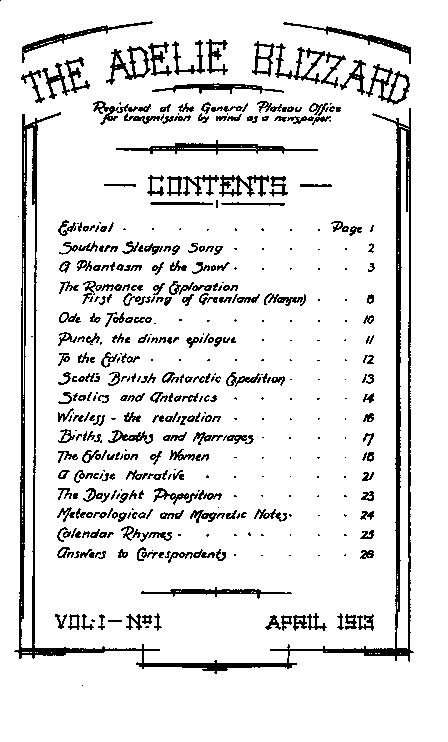 THE ADELIE BLIZZARD
Registered at the General Plateau Office
for transmission by wind as a newspaper.
CONTENTS
Editorial . . . . . . . . Page 1
Southern Sledging Song . . . . 2
A Phantasm of the Snow . . . . 3
The Romance of Exploration
First Crossing of Greenland (Nansen) . . 8
Ode to Tobacco . . . . . . 10
Punch, the dinner epilogue . . . . 11
To the Editor . . . . . . . 12
Scott's British Antarctic Expedition . . . 13
Statics and Antarctics . . . . 14
Wireless - the realization . . . . 16
Births, Deaths and Marriages . . . . 17
The Evolution of Women . . . . 18
A Concise Narrative . . . . . 21
The Daylight Proposition . . . . 23
Meteorological and Magnetic Notes . . . 24
Calendar Rhymes . . . . . . 25
Answers to Correspondents . . . . 26
VOL: I - No 1 APRIL 1913